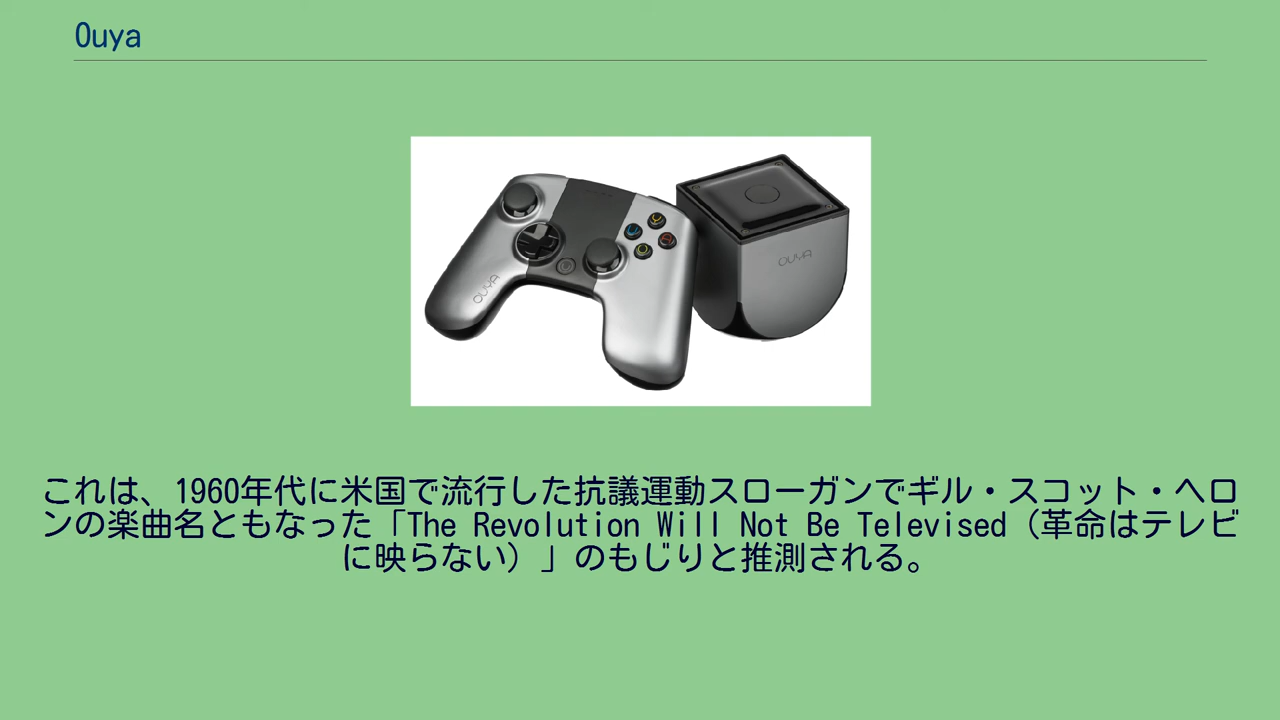 Ouya
OUYA
OUYA
これは、1960年代に米国で流行した抗議運動スローガンでギル・スコット・ヘロ
ンの楽曲名ともなった「The Revolution Will Not Be Televised（革命はテレビ
に映らない）」のもじりと推測される。